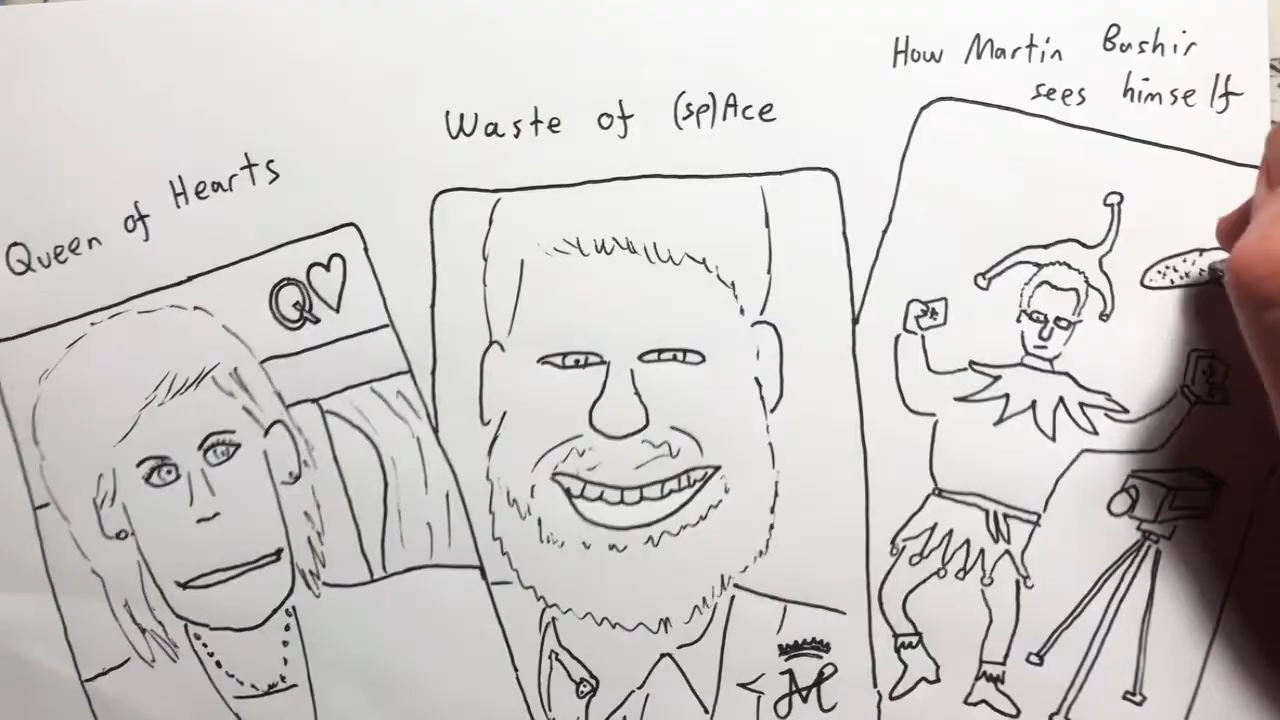 Queen of Hearts
Q♡
Waste of (sp)Ace
M
How Martin Bashir
sees himself